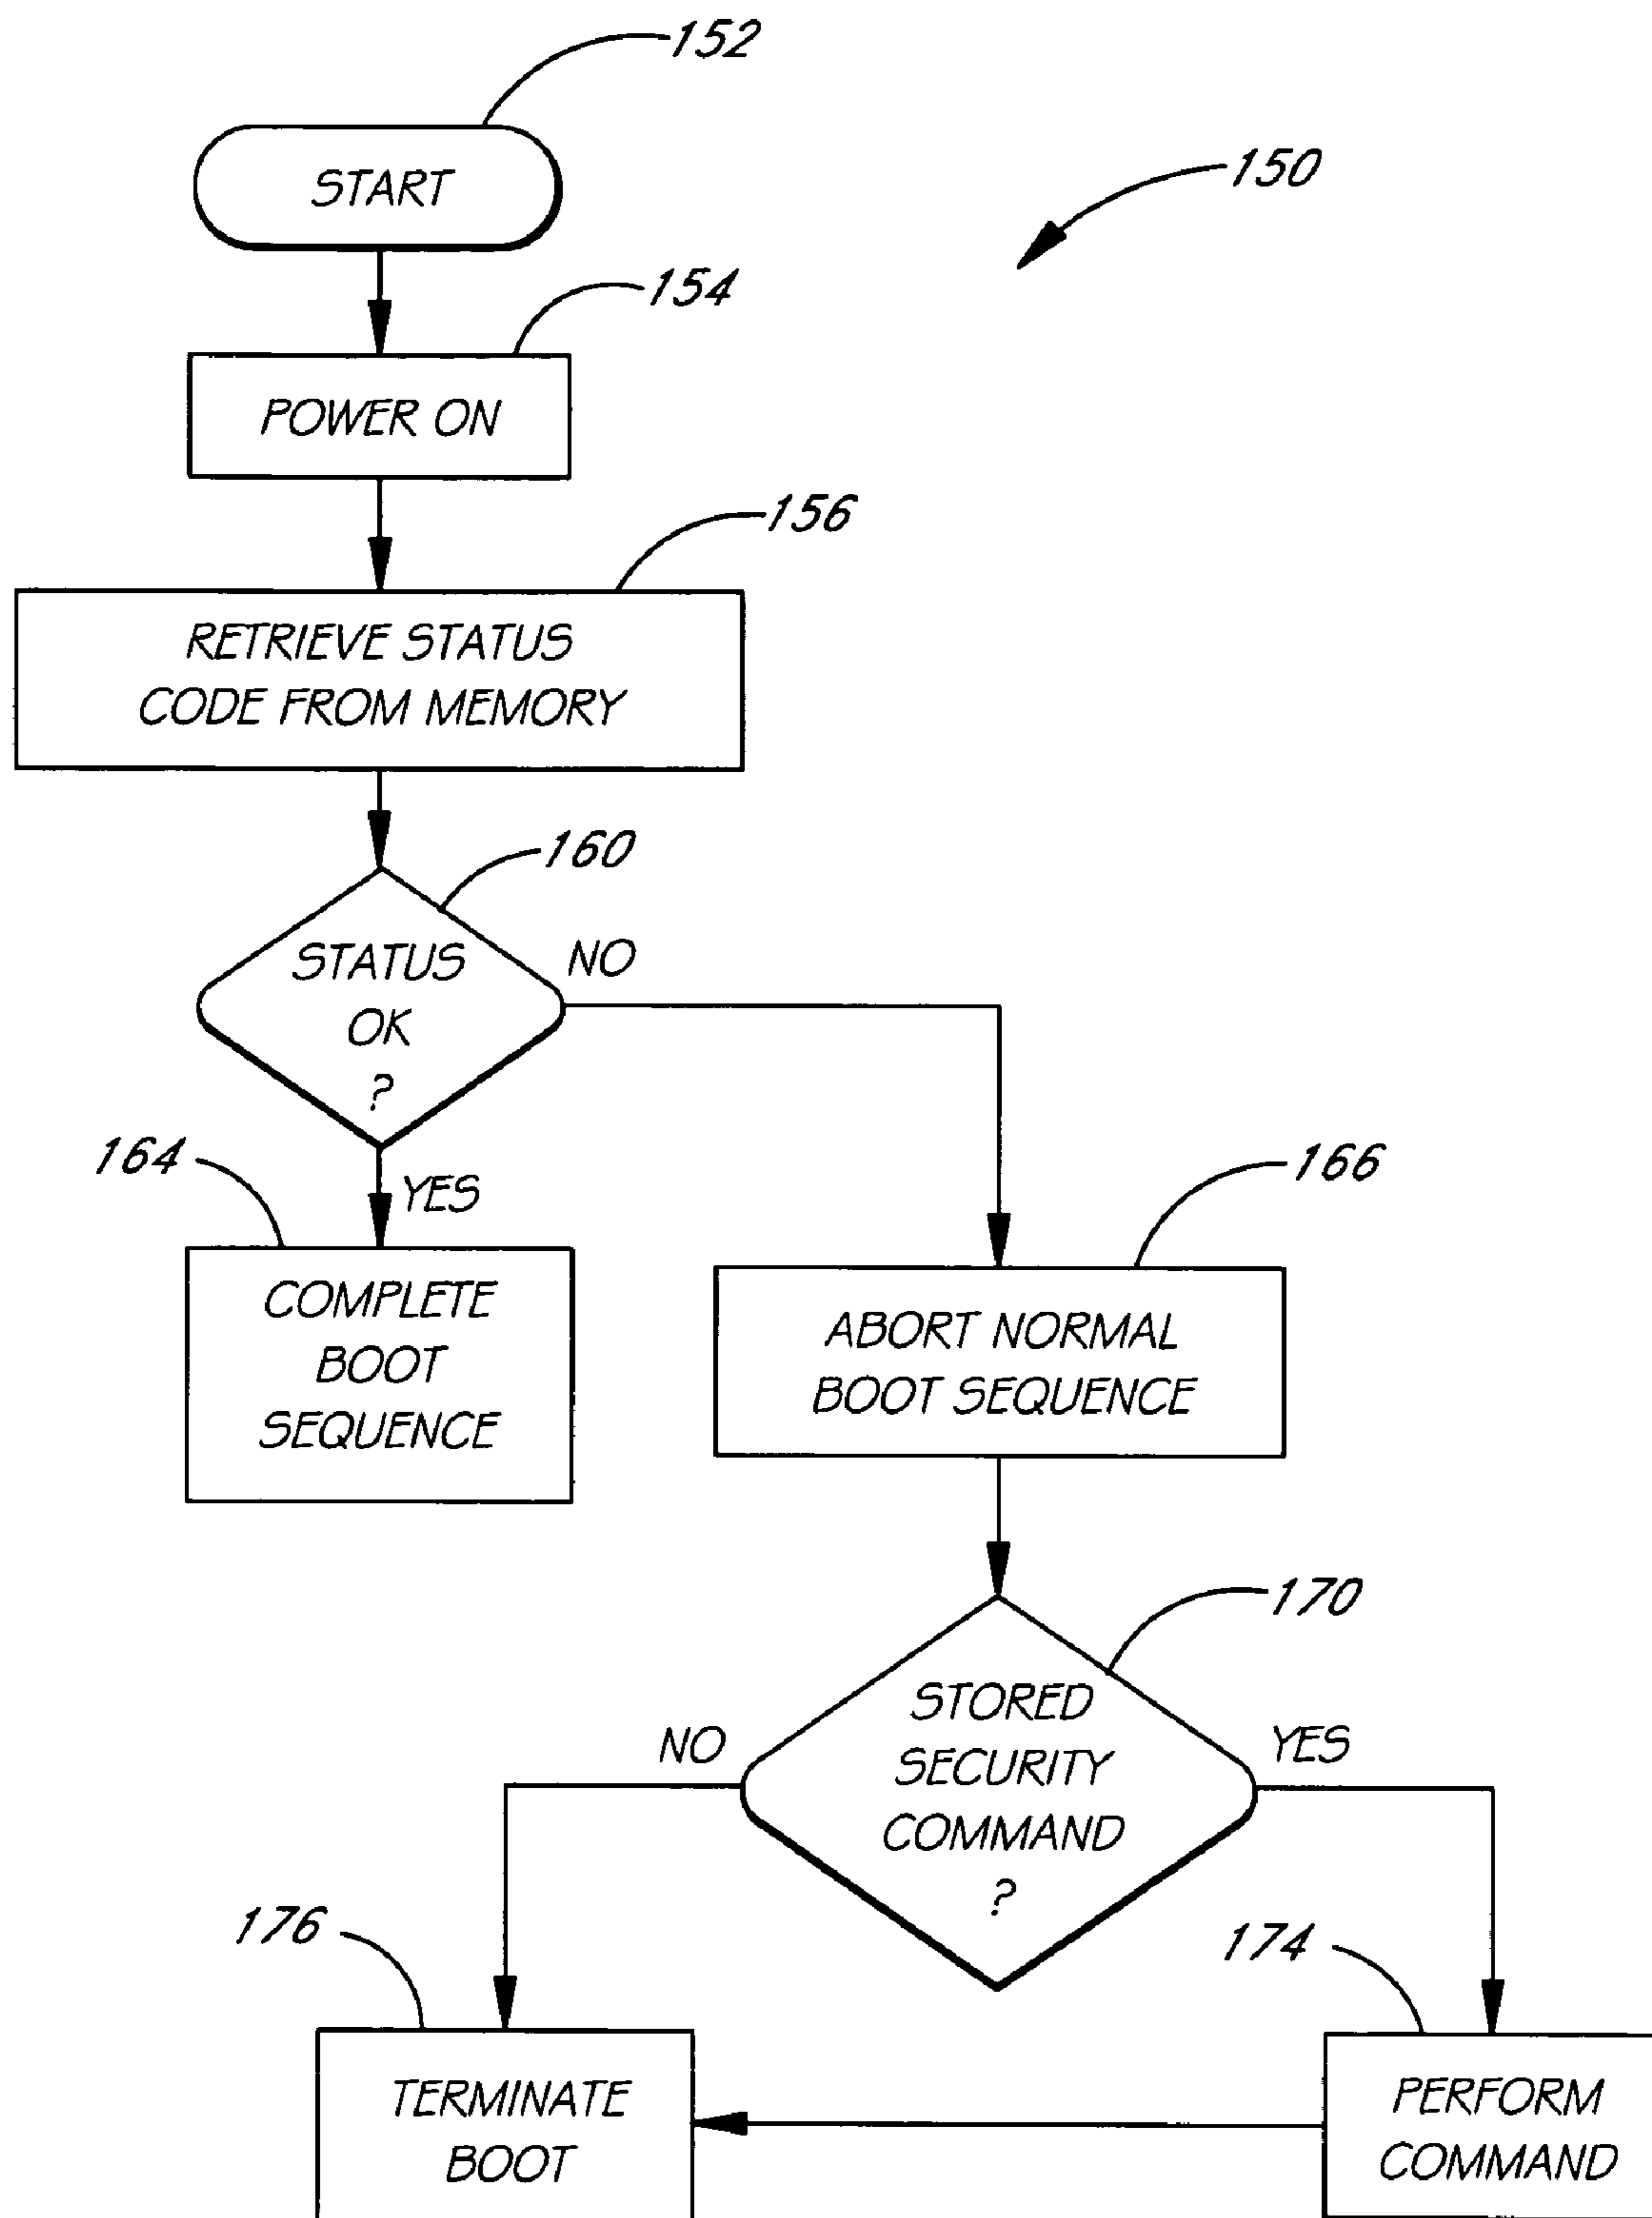 152
START
150
154
POWER ON
156
RETRIEVE STATUS
CODE FROM MEMORY
160
STATUS
OK
?
NO
164
YES
166
COMPLETE
BOOT
SEQUENCE
ABORT NORMAL
BOOT SEQUENCE
170
STORED
SECURITY
COMMAND
?
NO
YES
176
174
TERMINATE
BOOT
PERFORM
COMMAND